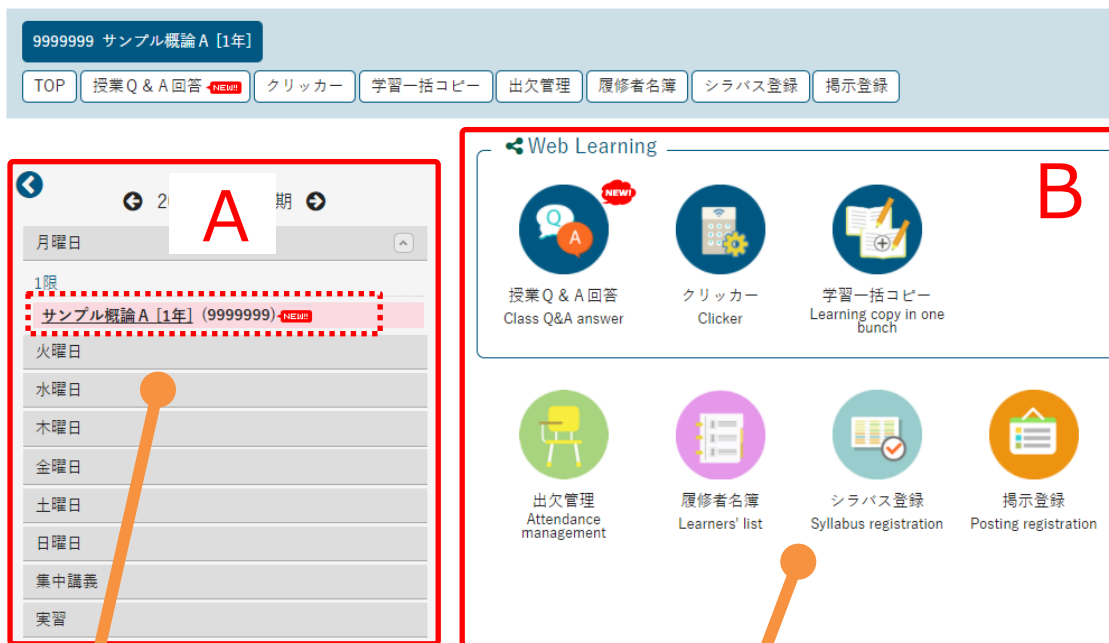 9999999 サンプル概論A [1年]
TOP 授業Q&A回答 NEW!! クリッカー 学習一括コピー 出欠管理 履修者名簿 シラバス登録 掲示登録
A
期
月曜日
1限
サンプル概論A [1年] (9999999) NEW!!
火曜日
水曜日
木曜日
金曜日
土曜日
日曜日
集中講義
実習
Web Learning
B
NEW!
Q
A
授業Q&A回答
Class Q&A answer
クリッカー
Clicker
学習一括コピー
Learning copy in one
bunch
出欠管理
Attendance
management
履修者名簿
Learners' list
シラバス登録
Syllabus registration
掲示登録
Posting registration